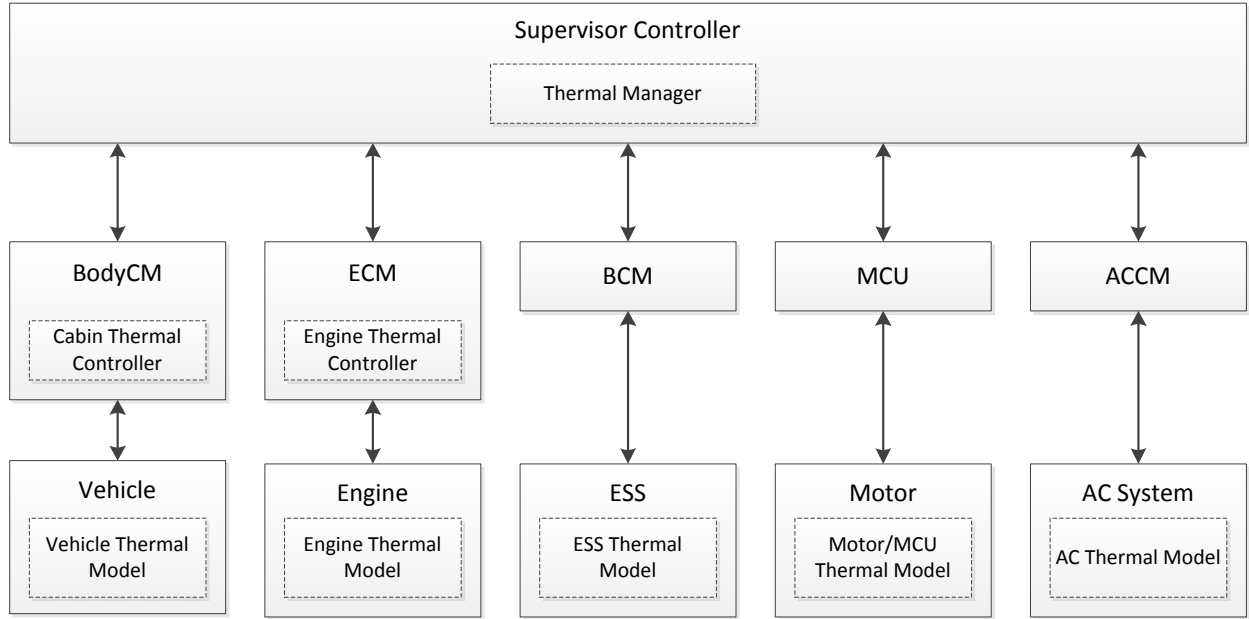 Supervisor Controller
Thermal Manager
BodyCM
Cabin Thermal
Controller
ECM
Engine Thermal
Controller
BCM
MCU
ACCM
Vehicle
Vehicle Thermal
Model
Engine
Engine Thermal
Model
ESS
ESS Thermal
Model
Motor
Motor/MCU
Thermal Model
AC System
AC Thermal Model